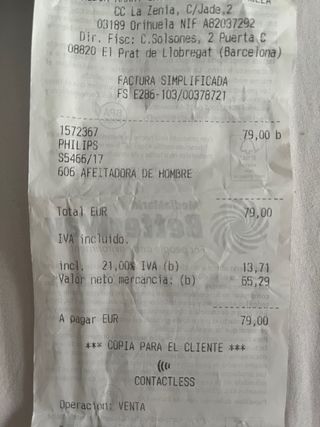 CC La Zenia, C/Jade,2
03189 Orihuela NIF A82037292
Dir. Fisc: C.Solsones, 2 Puerta C
08820 El Prat de Llobregat (Barcelona)
FACTURA SIMPLIFICADA
FS E286-103/00378721
1572367 79,00 b
PHILIPS
S5466/17
606 AFEITADORA DE HOMBRE
MediaMarkt
Total EUR 79,00
IVA incluido.
incl. 21,00% IVA (b) 13,71
Valor neto mercancia: (b) 65,29
A pagar EUR 79,00
*** COPIA PARA EL CLIENTE ***
CONTACTLESS
Operacion: VENTA